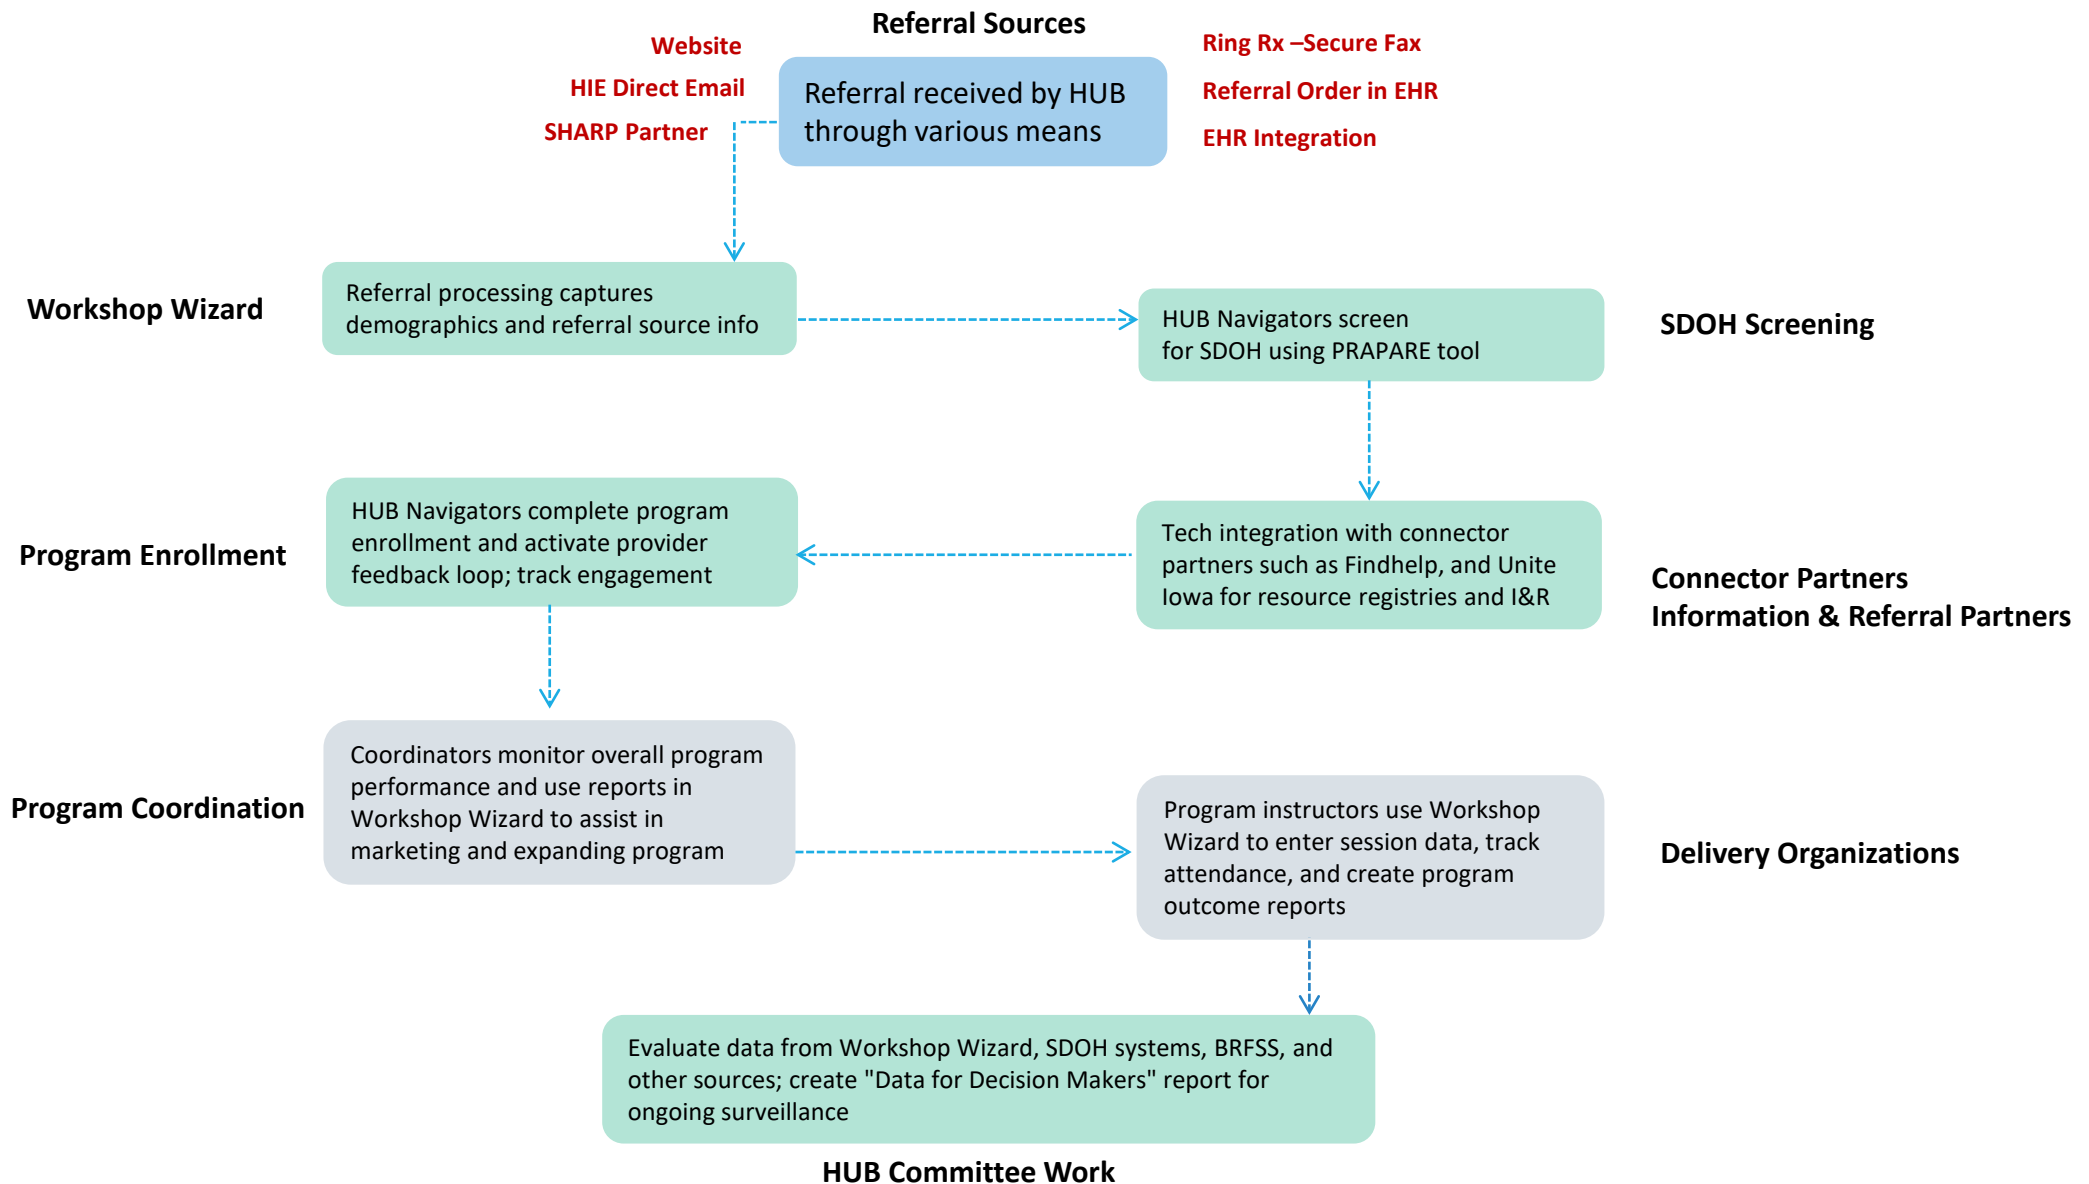 Referral Sources
Website
HIE Direct Email
SHARP Partner
Referral received by HUB
through various means
Ring Rx –Secure Fax
Referral Order in EHR
EHR Integration
Workshop Wizard
Referral processing captures
demographics and referral source info
HUB Navigators screen
for SDOH using PRAPARE tool
SDOH Screening
Program Enrollment
HUB Navigators complete program
enrollment and activate provider
feedback loop; track engagement
Tech integration with connector
partners such as Findhelp, and Unite
Iowa for resource registries and I&R
Connector Partners
Information & Referral Partners
Program Coordination
Coordinators monitor overall program
performance and use reports in
Workshop Wizard to assist in
marketing and expanding program
Program instructors use Workshop
Wizard to enter session data, track
attendance, and create program
outcome reports
Delivery Organizations
Evaluate data from Workshop Wizard, SDOH systems, BRFSS, and
other sources; create "Data for Decision Makers" report for
ongoing surveillance
HUB Committee Work